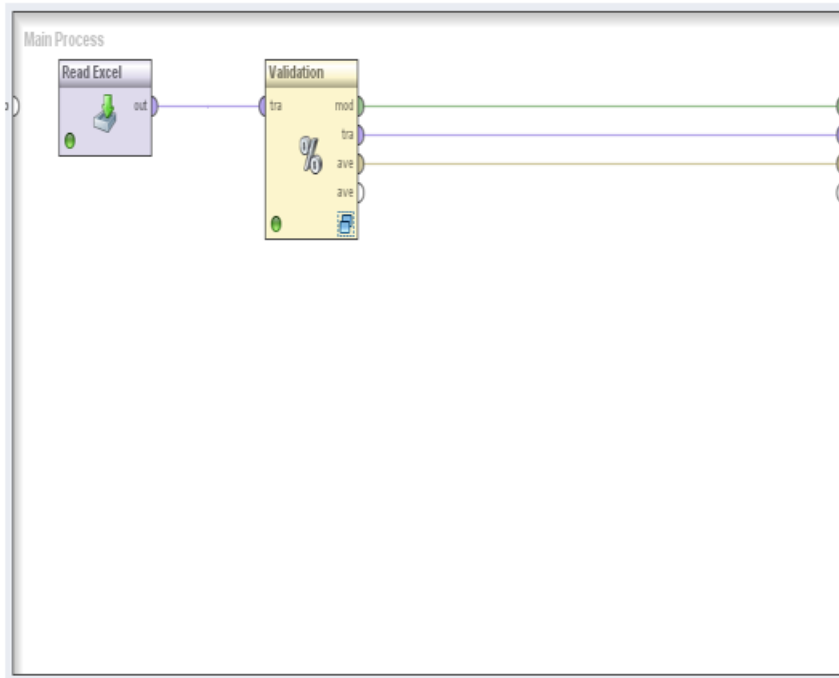 Main Process
Read Excel
Validation
out
tra
mod
tra
ave
ave